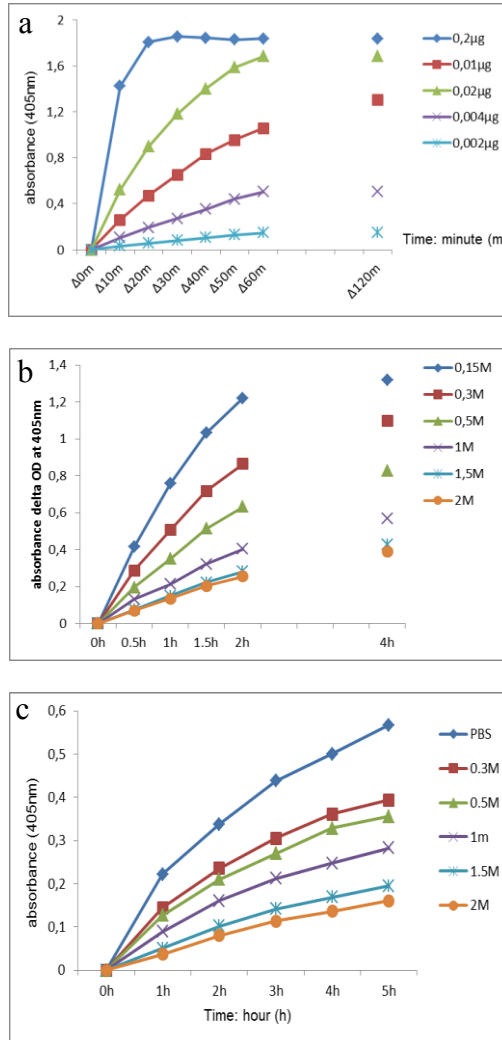 a
absorbance (405nm)
2
1,6
1,2
0,8
0,4
0
Δ0m
Δ10m
Δ20m
Δ30m
Δ40m
Δ50m
Δ60m
Δ120m
Time: minute (m
0,2µg
0,01µg
0,02µg
0,004µg
0,002µg
b
absorbance delta OD at 405nm
1,4
1,2
1
0,8
0,6
0,4
0,2
0
0h
0.5h
1h
1.5h
2h
4h
0,15M
0,3M
0,5M
1M
1,5M
2M
c
absorbance (405nm)
0,6
0,5
0,4
0,3
0,2
0,1
0
0h
1h
2h
3h
4h
5h
Time: hour (h)
PBS
0.3M
0.5M
1m
1.5M
2M